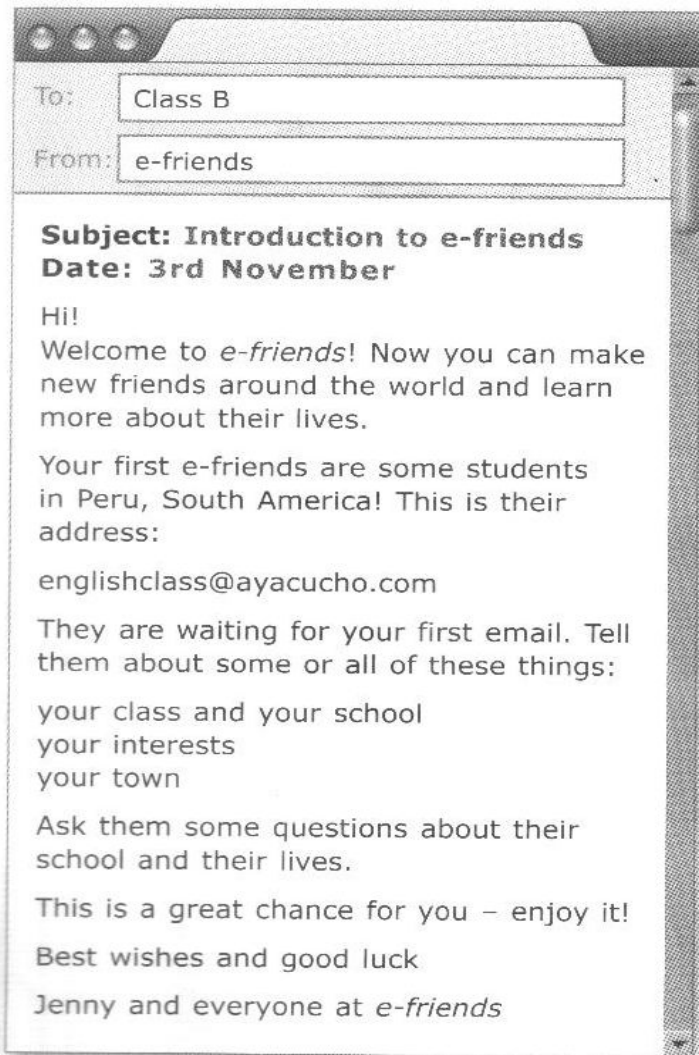 To: Class B
From: e-friends
Subject: Introduction to e-friends
Date: 3rd November
Hi!
Welcome to e-friends! Now you can make
new friends around the world and learn
more about their lives.
Your first e-friends are some students
in Peru, South America! This is their
address:
englishclass@ayacucho.com
They are waiting for your first email. Tell
them about some or all of these things:
your class and your school
your interests
your town
Ask them some questions about their
school and their lives.
This is a great chance for you – enjoy it!
Best wishes and good luck
Jenny and everyone at e-friends